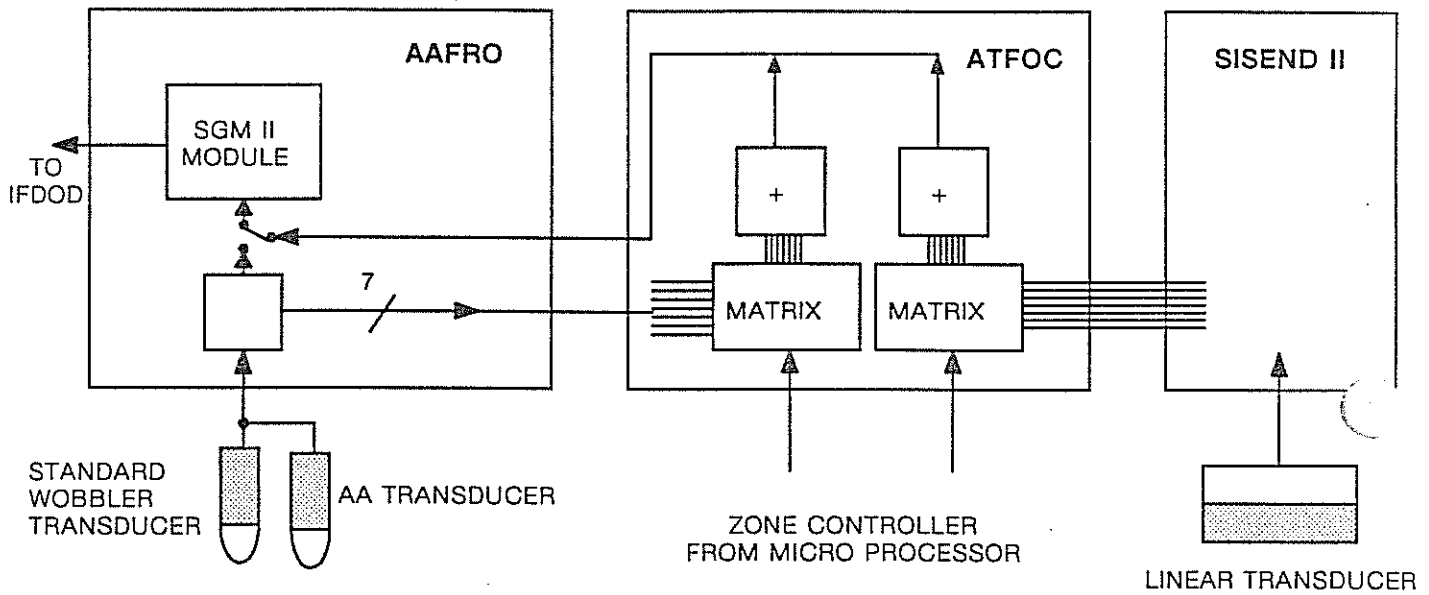 AAFRO
ATFOC
SISEND II
SGM II
MODULE
TO
IFDOD
+
+
7
MATRIX
MATRIX
STANDARD
WOBBLER
TRANSDUCER
AA TRANSDUCER
ZONE CONTROLLER
FROM MICRO PROCESSOR
LINEAR TRANSDUCER